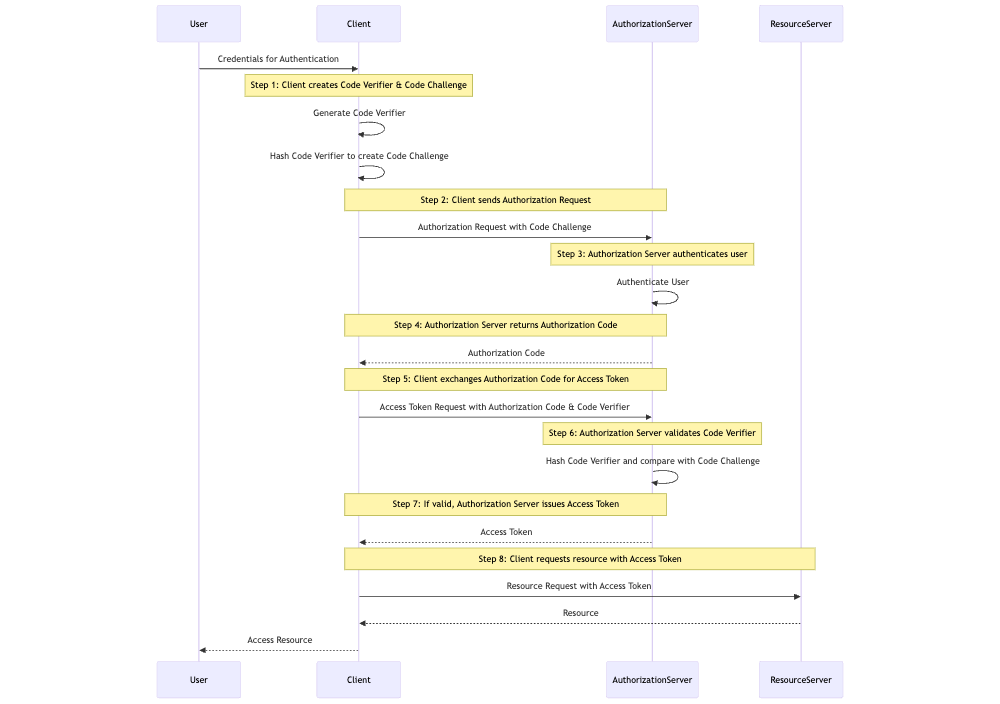 User Client AuthorizationServer ResourceServer
Credentials for Authentication
Step 1: Client creates Code Verifier & Code Challenge
Generate Code Verifier
Hash Code Verifier to create Code Challenge
Step 2: Client sends Authorization Request
Authorization Request with Code Challenge
Step 3: Authorization Server authenticates user
Authenticate User
Step 4: Authorization Server returns Authorization Code
Authorization Code
Step 5: Client exchanges Authorization Code for Access Token
Access Token Request with Authorization Code & Code Verifier
Step 6: Authorization Server validates Code Verifier
Hash Code Verifier and compare with Code Challenge
Step 7: If valid, Authorization Server issues Access Token
Access Token
Step 8: Client requests resource with Access Token
Resource Request with Access Token
Resource
Access Resource
User Client AuthorizationServer ResourceServer